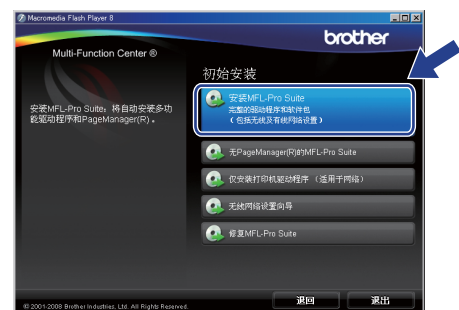 Macromedia Flash Player 8
brother
Multi-Function Center ®
初始安装
安装MFL-Pro Suite：将自动安装多功
能驱动程序和PageManager(R)。
安装MFL-Pro Suite
完整的驱动程序和软件包
（包括无线及有线网络设置）
无PageManager(R)的MFL-Pro Suite
仅安装打印机驱动程序 （适用于网络）
无线网络设置向导
修复MFL-Pro Suite
© 2001-2008 Brother Industries, Ltd. All Rights Reserved.
退回
退出